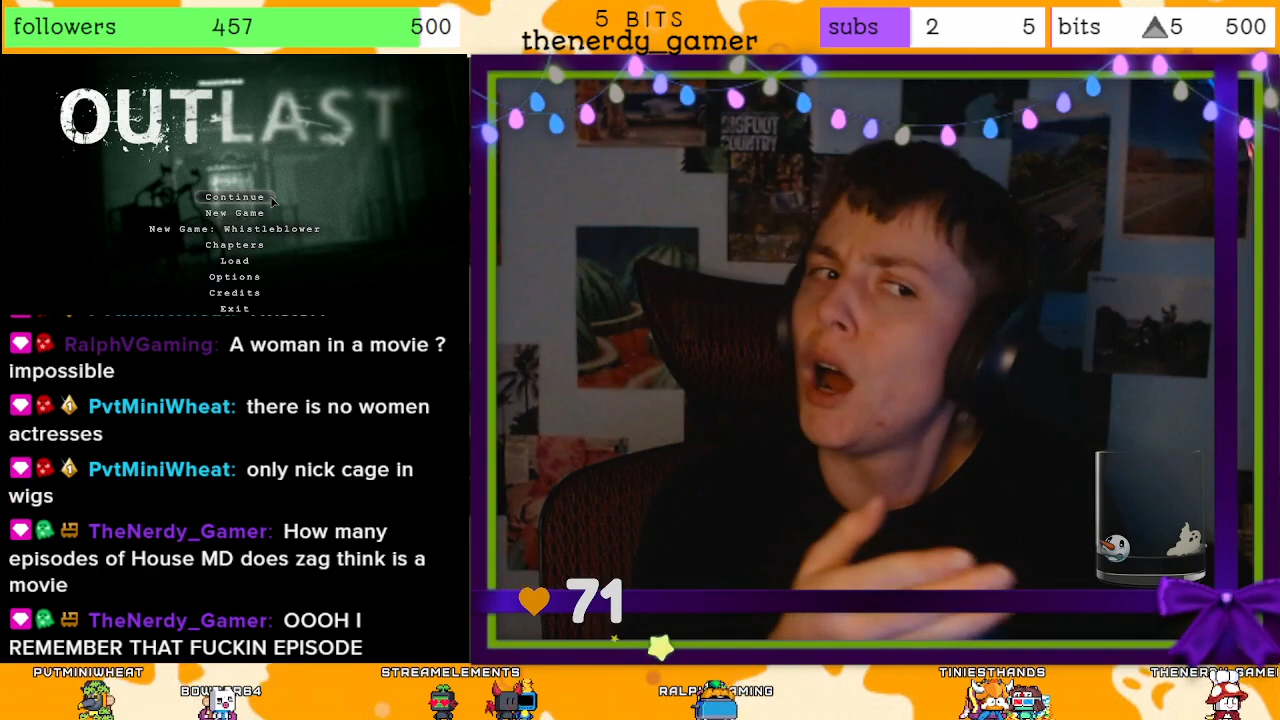 followers 457 500
5 BITS
thenerdy_gamer
subs 2 5
bits 5 500
OUTLAST
Continue
New Game
New Game: Whistleblower
Chapters
Load
Options
Credits
Exit
RalphVGaming: A woman in a movie ?
impossible
PvtMiniWheat: there is no women
actresses
PvtMiniWheat: only nick cage in
wigs
TheNerdy_Gamer: How many
episodes of House MD does zag think is a
movie
TheNerdy_Gamer: OOOH I
REMEMBER THAT FUCKIN EPISODE
BIGFOOT
COUNTRY
71
PVTMINIWHEAT
STREAMELEMENTS
TINIESTHANDS